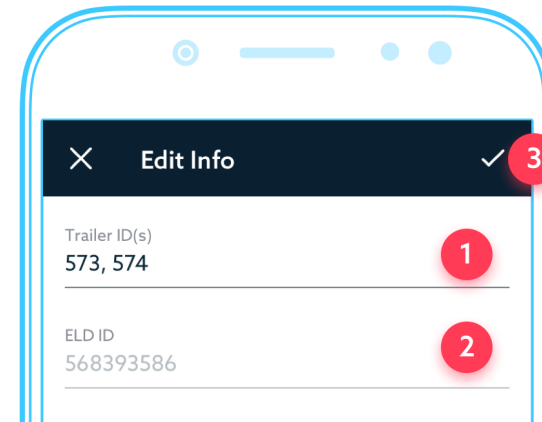 Edit Info
3
Trailer ID(s)
573, 574
1
ELD ID
568393586
2